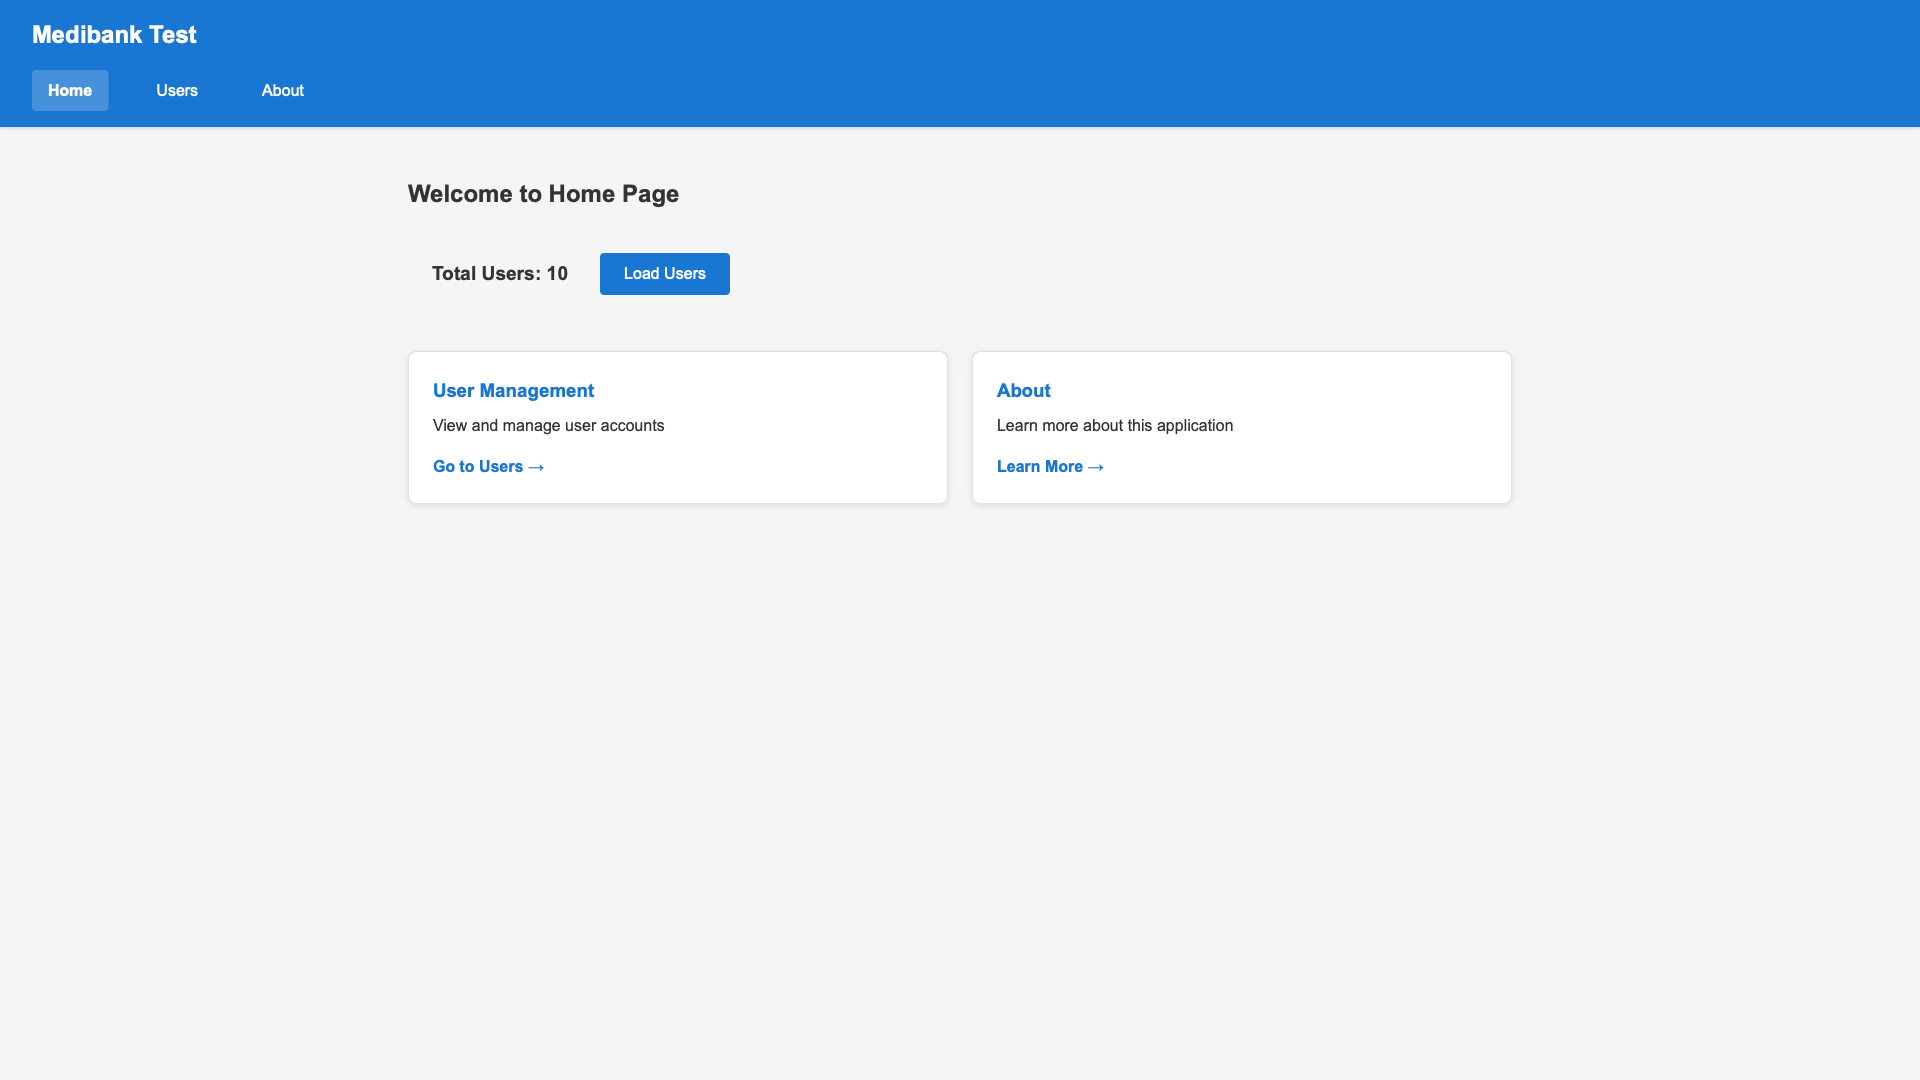 Medibank Test
Home Users About
Welcome to Home Page
Total Users: 10 Load Users
User Management
View and manage user accounts
Go to Users →
About
Learn more about this application
Learn More →